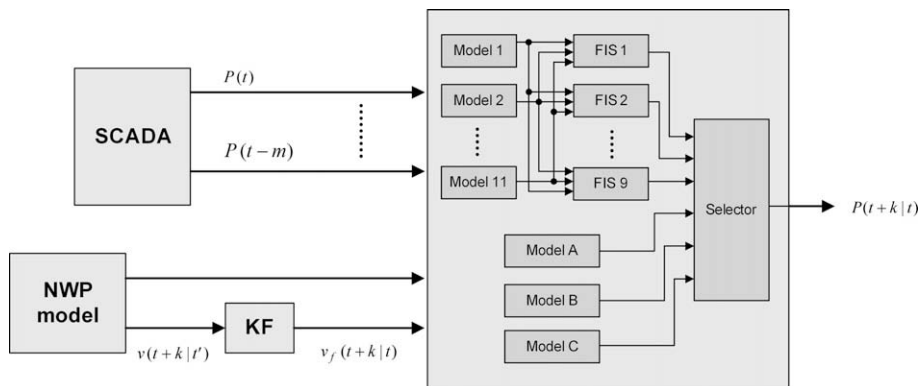 SCADA
P(t)
P(t−m)
NWP
model
v(t+k|t′)
KF
v_f(t+k|t)
Model 1
Model 2
Model 11
FIS 1
FIS 2
FIS 9
Model A
Model B
Model C
Selector
P(t+k|t)